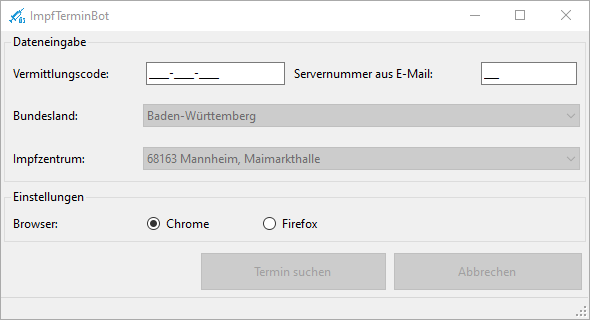 ImpfTerminBot
Dateneingabe
Vermittlungscode: ____-____-____ Servernummer aus E-Mail: ___
Bundesland: Baden-Württemberg
Impfzentrum: 68163 Mannheim, Maimarkthalle
Einstellungen
Browser: Chrome Firefox
Termin suchen Abbrechen